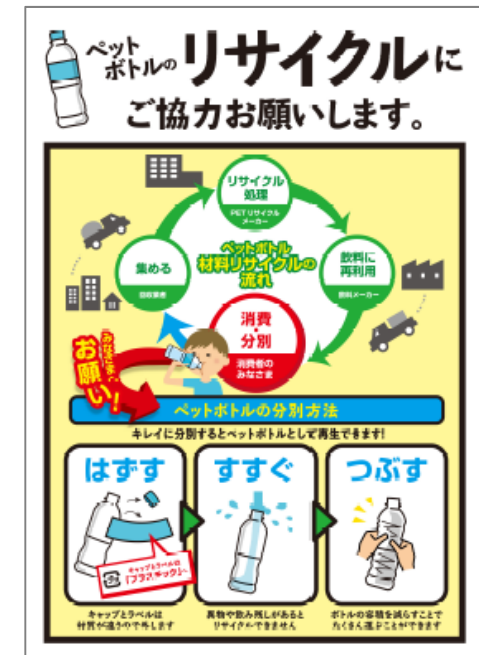 ペット
ボトルの リサイクルに
ご協力お願いします。
リサイクル
処理
PETリサイクル
メーカー
集める
回収業者
ペットボトル
材料リサイクルの
流れ
飲料に
再利用
飲料メーカー
消費
・
分別
消費者の
みなさま
みなさまへ
お願い!
ペットボトルの分別方法
キレイに分別するとペットボトルとして再生できます!
はずす
すすぐ
つぶす
キャップとラベルは
「プラスチック」へ
キャップとラベルは
材質が違うので外します
異物や飲み残しがあると
リサイクルできません
ボトルの容積を減らすことで
たくさん運ぶことができます